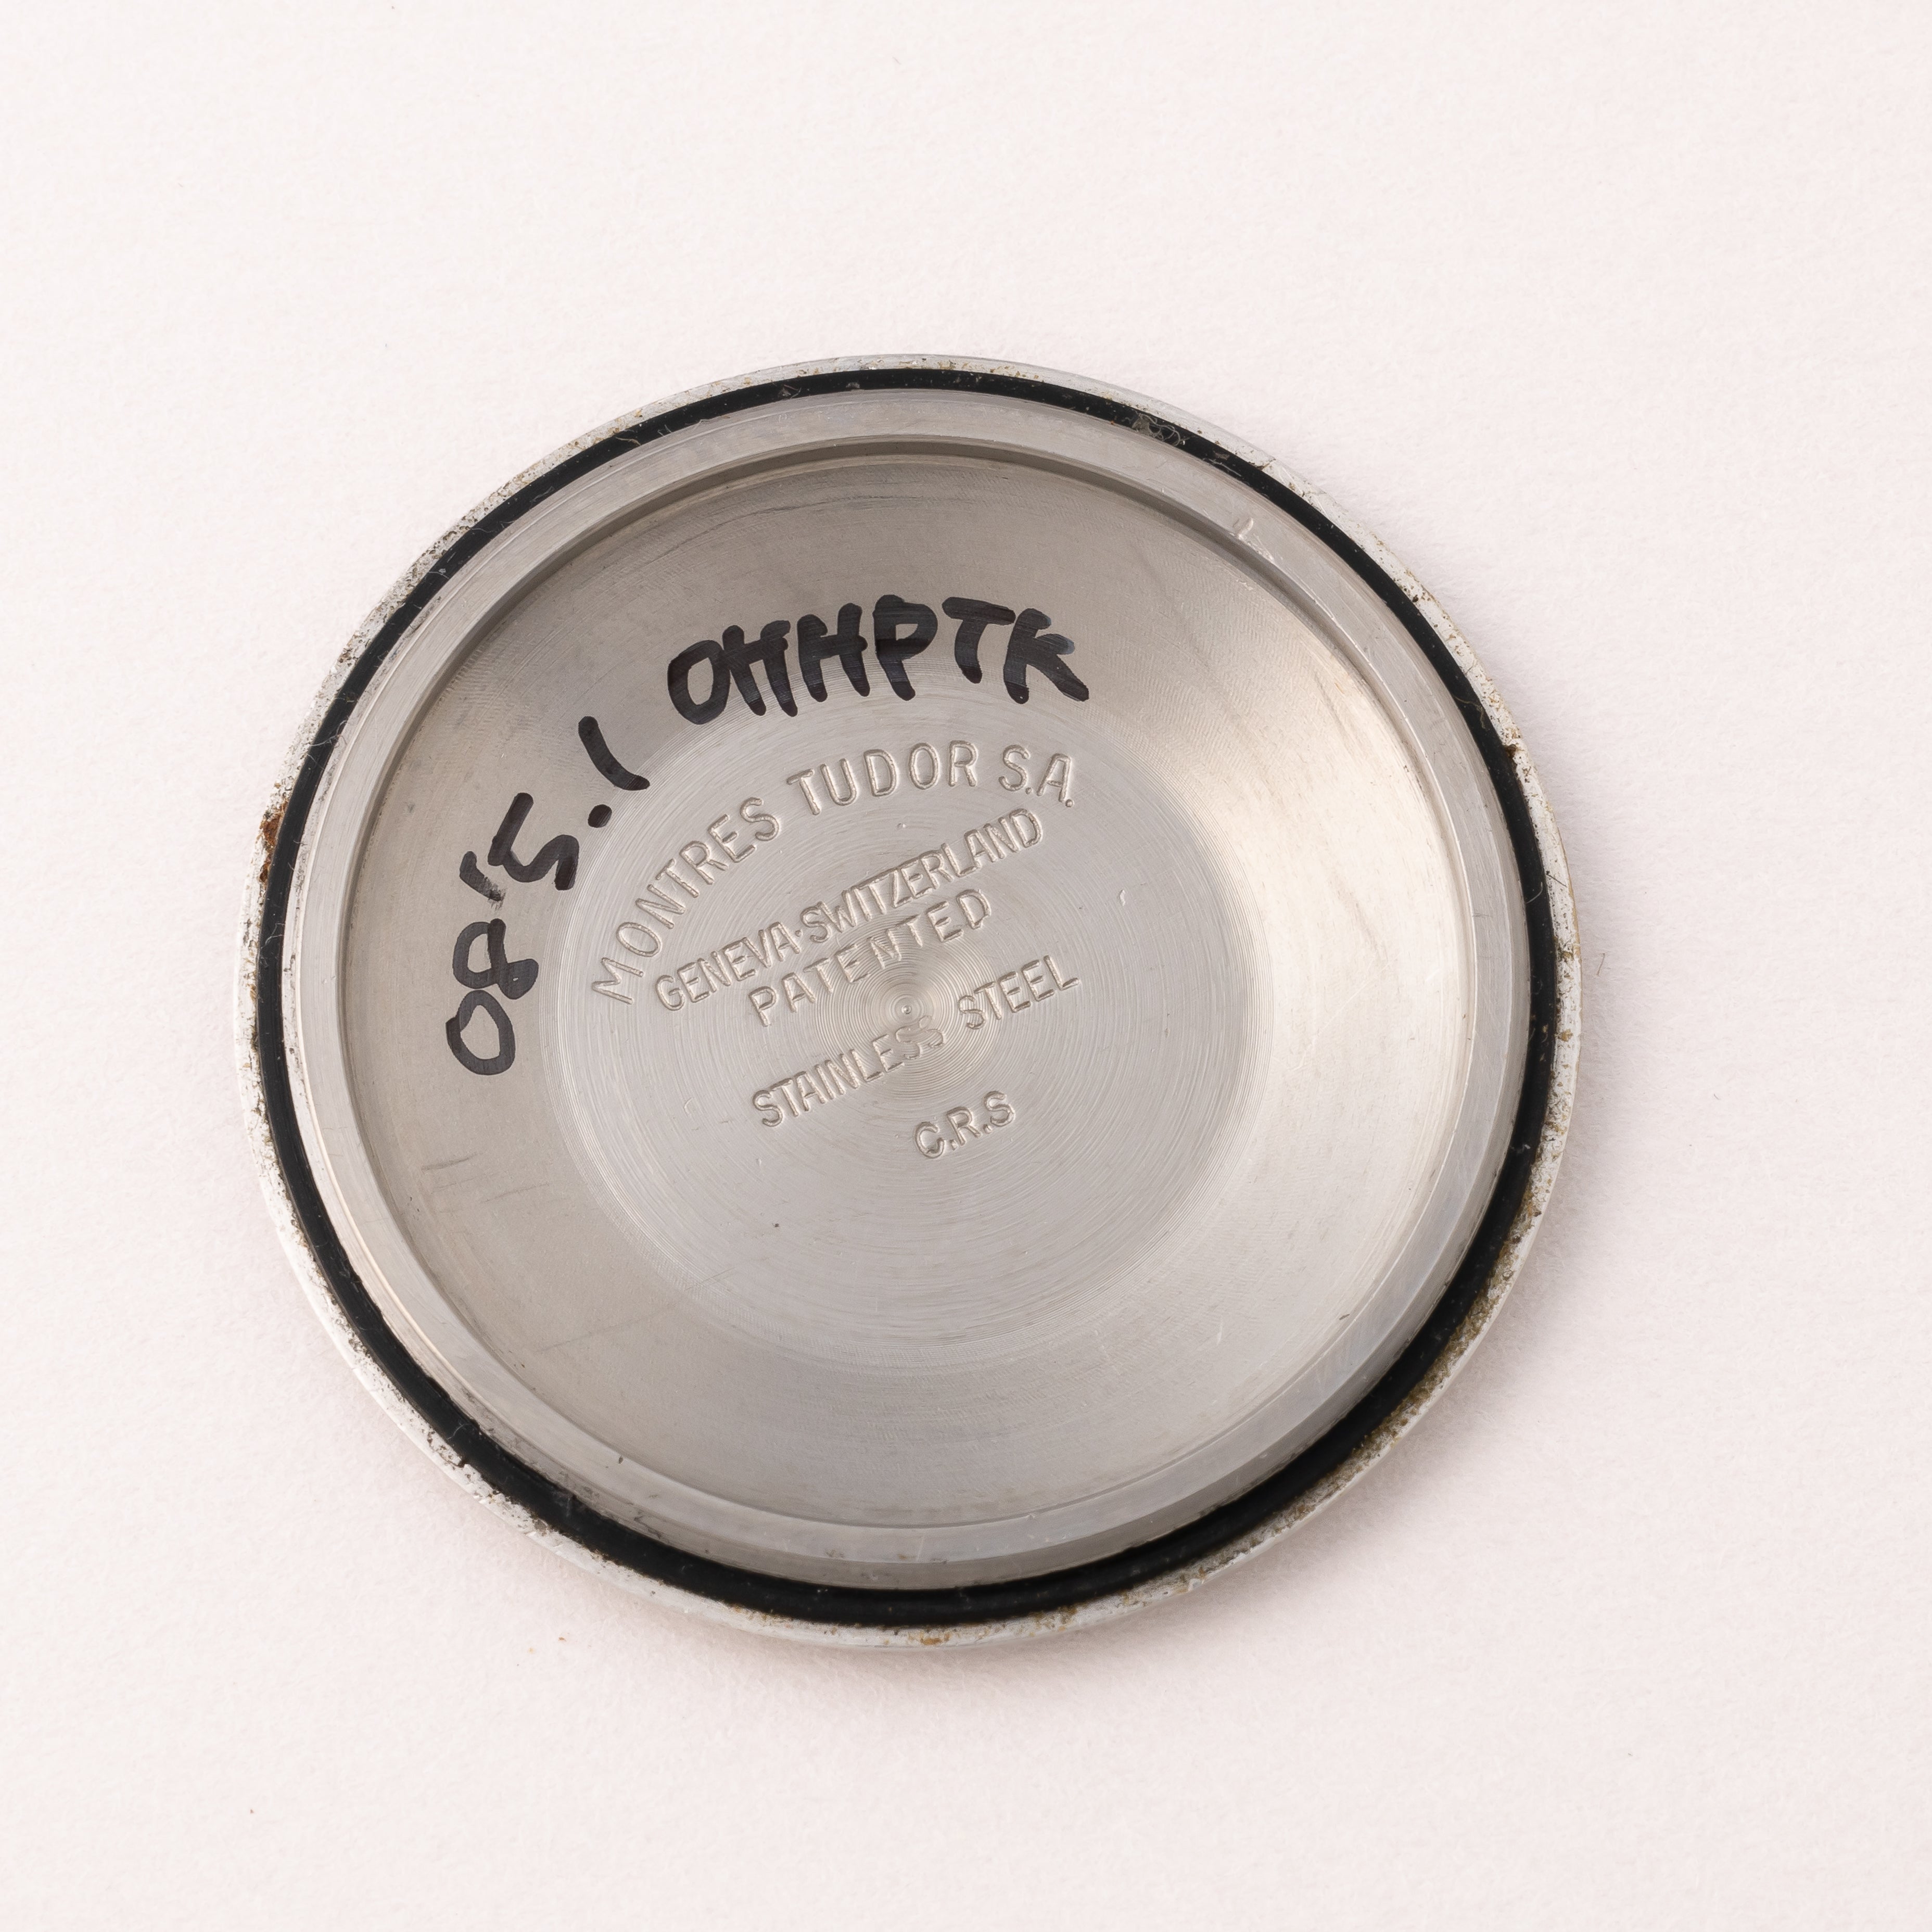 08'5.1 OHHPTK
MONTRES TUDOR S.A.
GENEVA-SWITZERLAND
PATENTED
STAINLESS STEEL
C.R.S